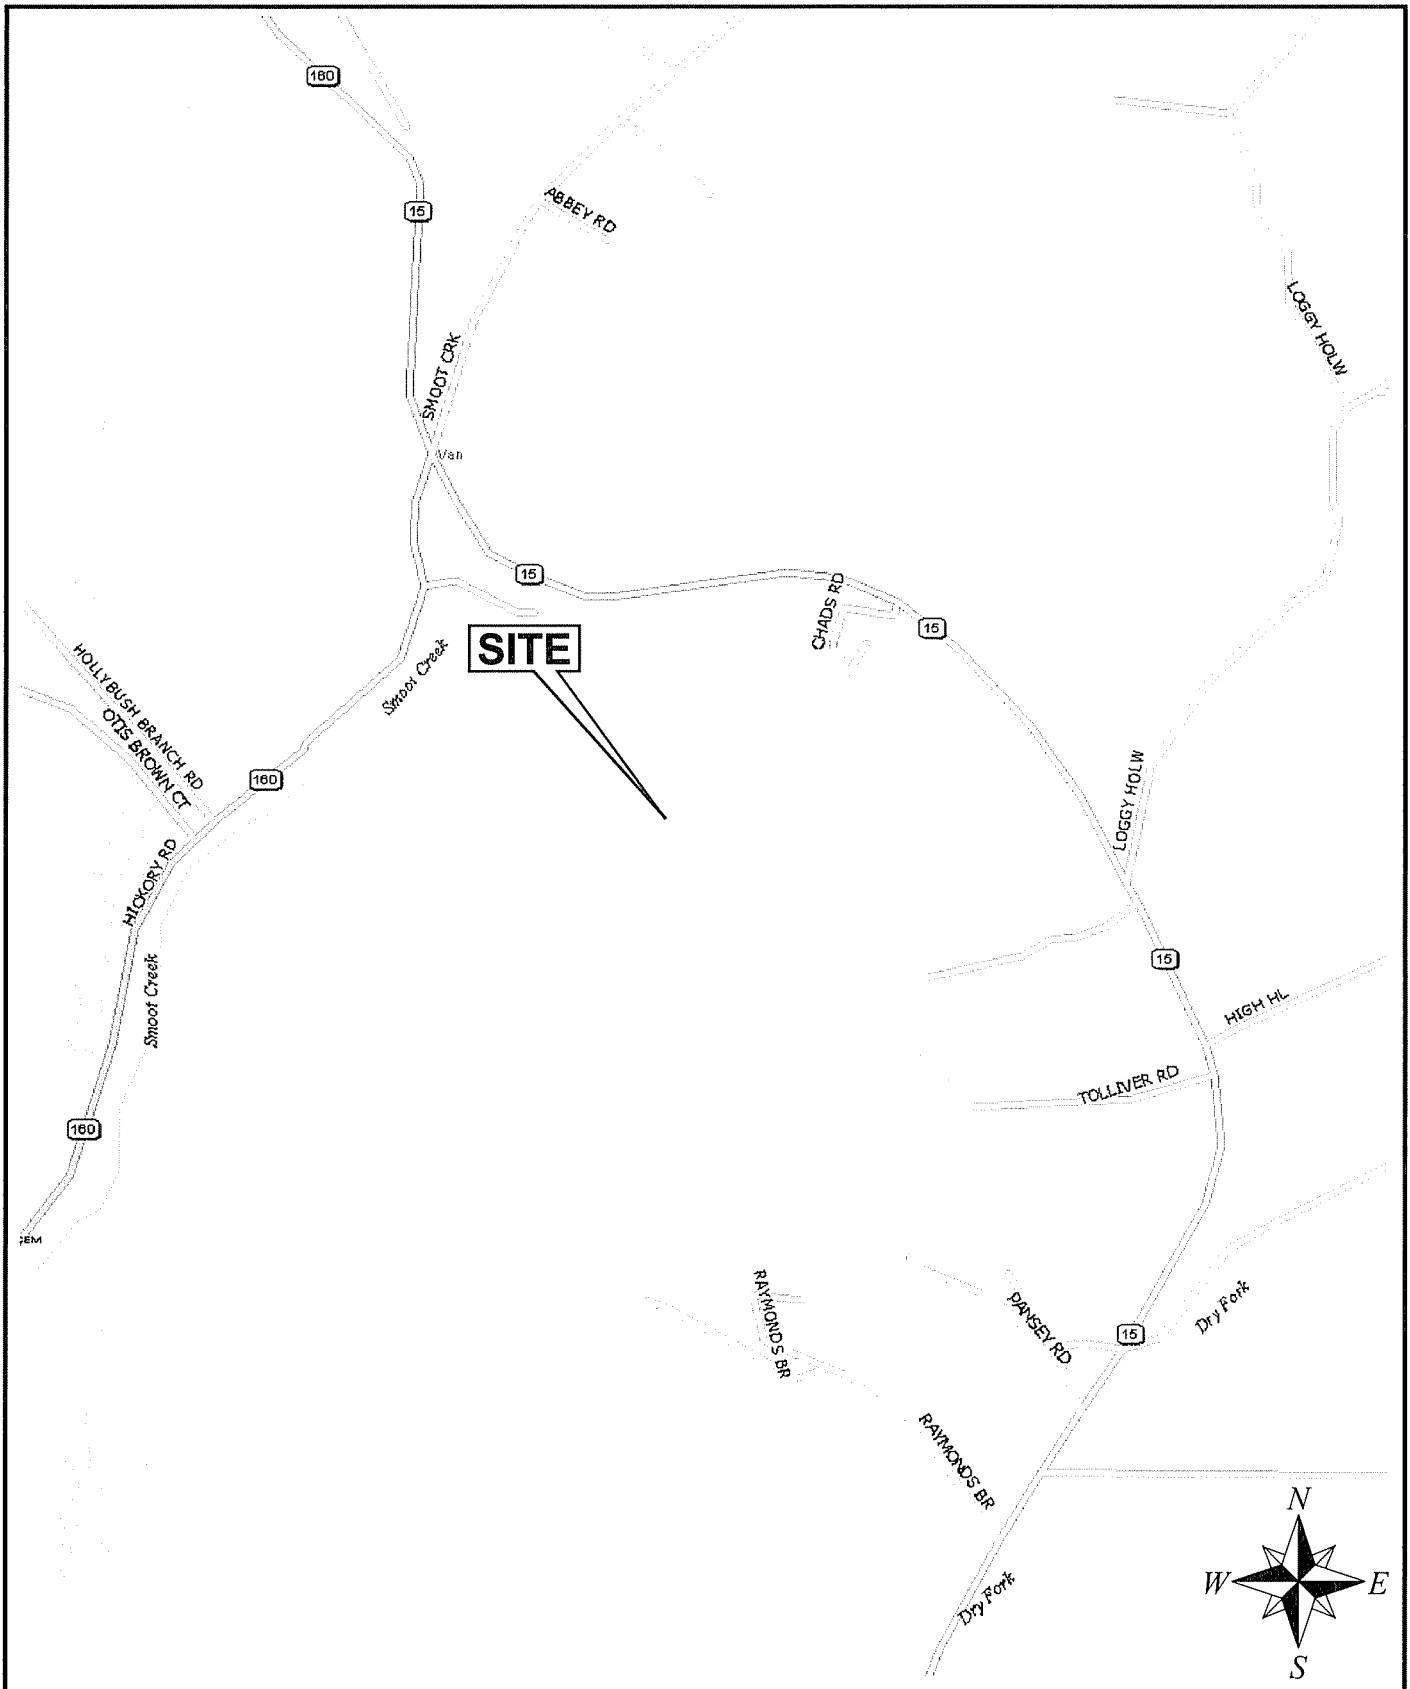 160
15
ABBEY RD
LOGGY HOLW
SMOOT CRK
Van
15
CHADS RD
15
SITE
Smoot Creek
HOLLYBUSH BRANCH RD
OTIS BROWN CT
160
LOGGY HOLW
HICKORY RD
Smoot Creek
15
HIGH HL
TOLLIVER RD
160
CEM
RAYMONDS BR
PANSEY RD
15
Dry Fork
RAYMONDS BR
Dry Fork
N
W
E
S